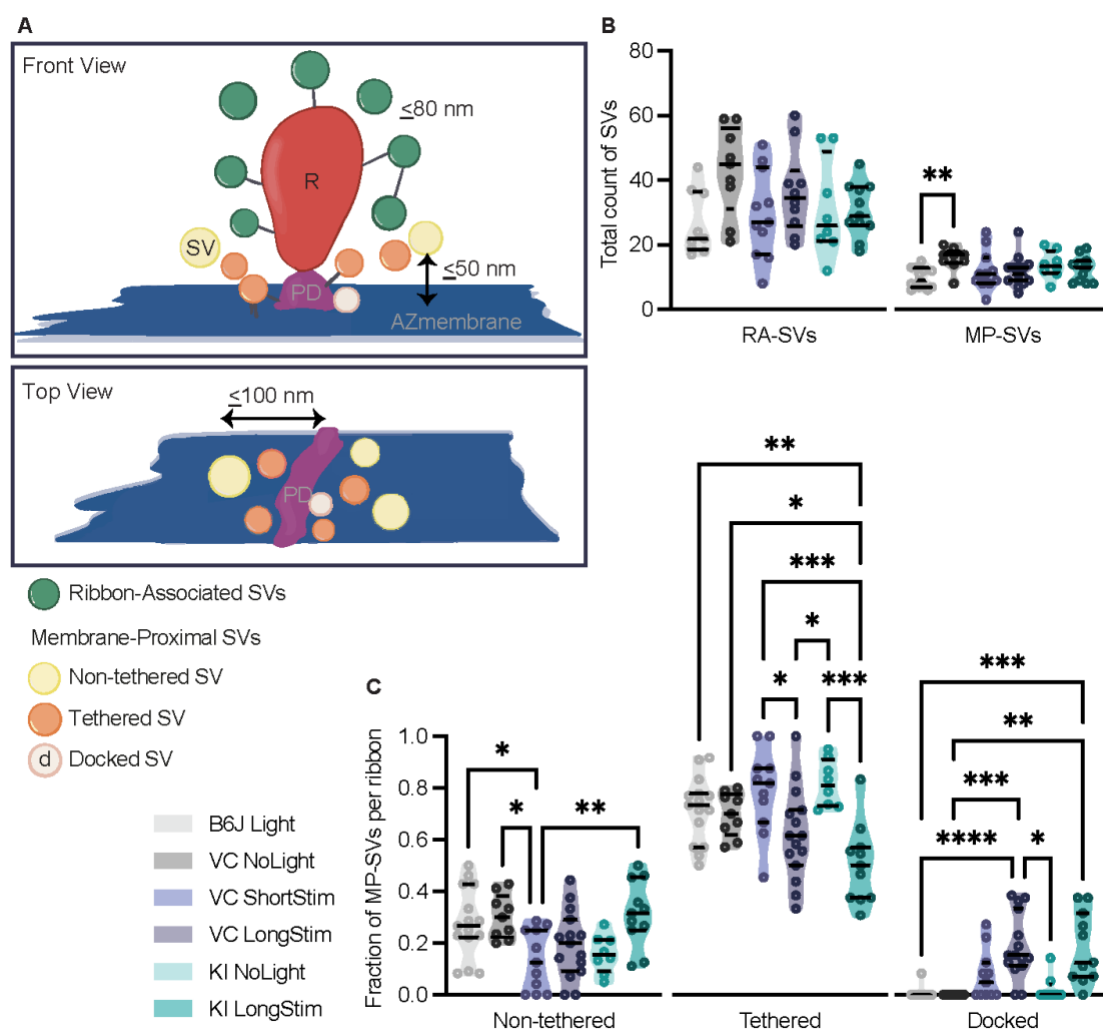 A
Front View
≤80 nm
R
SV
PD
≤50 nm
AZmembrane
Top View
≤100 nm
PD
Ribbon-Associated SVs
Membrane-Proximal SVs
Non-tethered SV
Tethered SV
d Docked SV
B6J Light
VC NoLight
VC ShortStim
VC LongStim
KI NoLight
KI LongStim
B
Total count of SVs
80
60
40
20
0
**
RA-SVs MP-SVs
C
Fraction of MP-SVs per ribbon
1.0
0.8
0.6
0.4
0.2
0.0
*
*
**
**
*
***
*
*
***
***
**
***
****
*
Non-tethered Tethered Docked